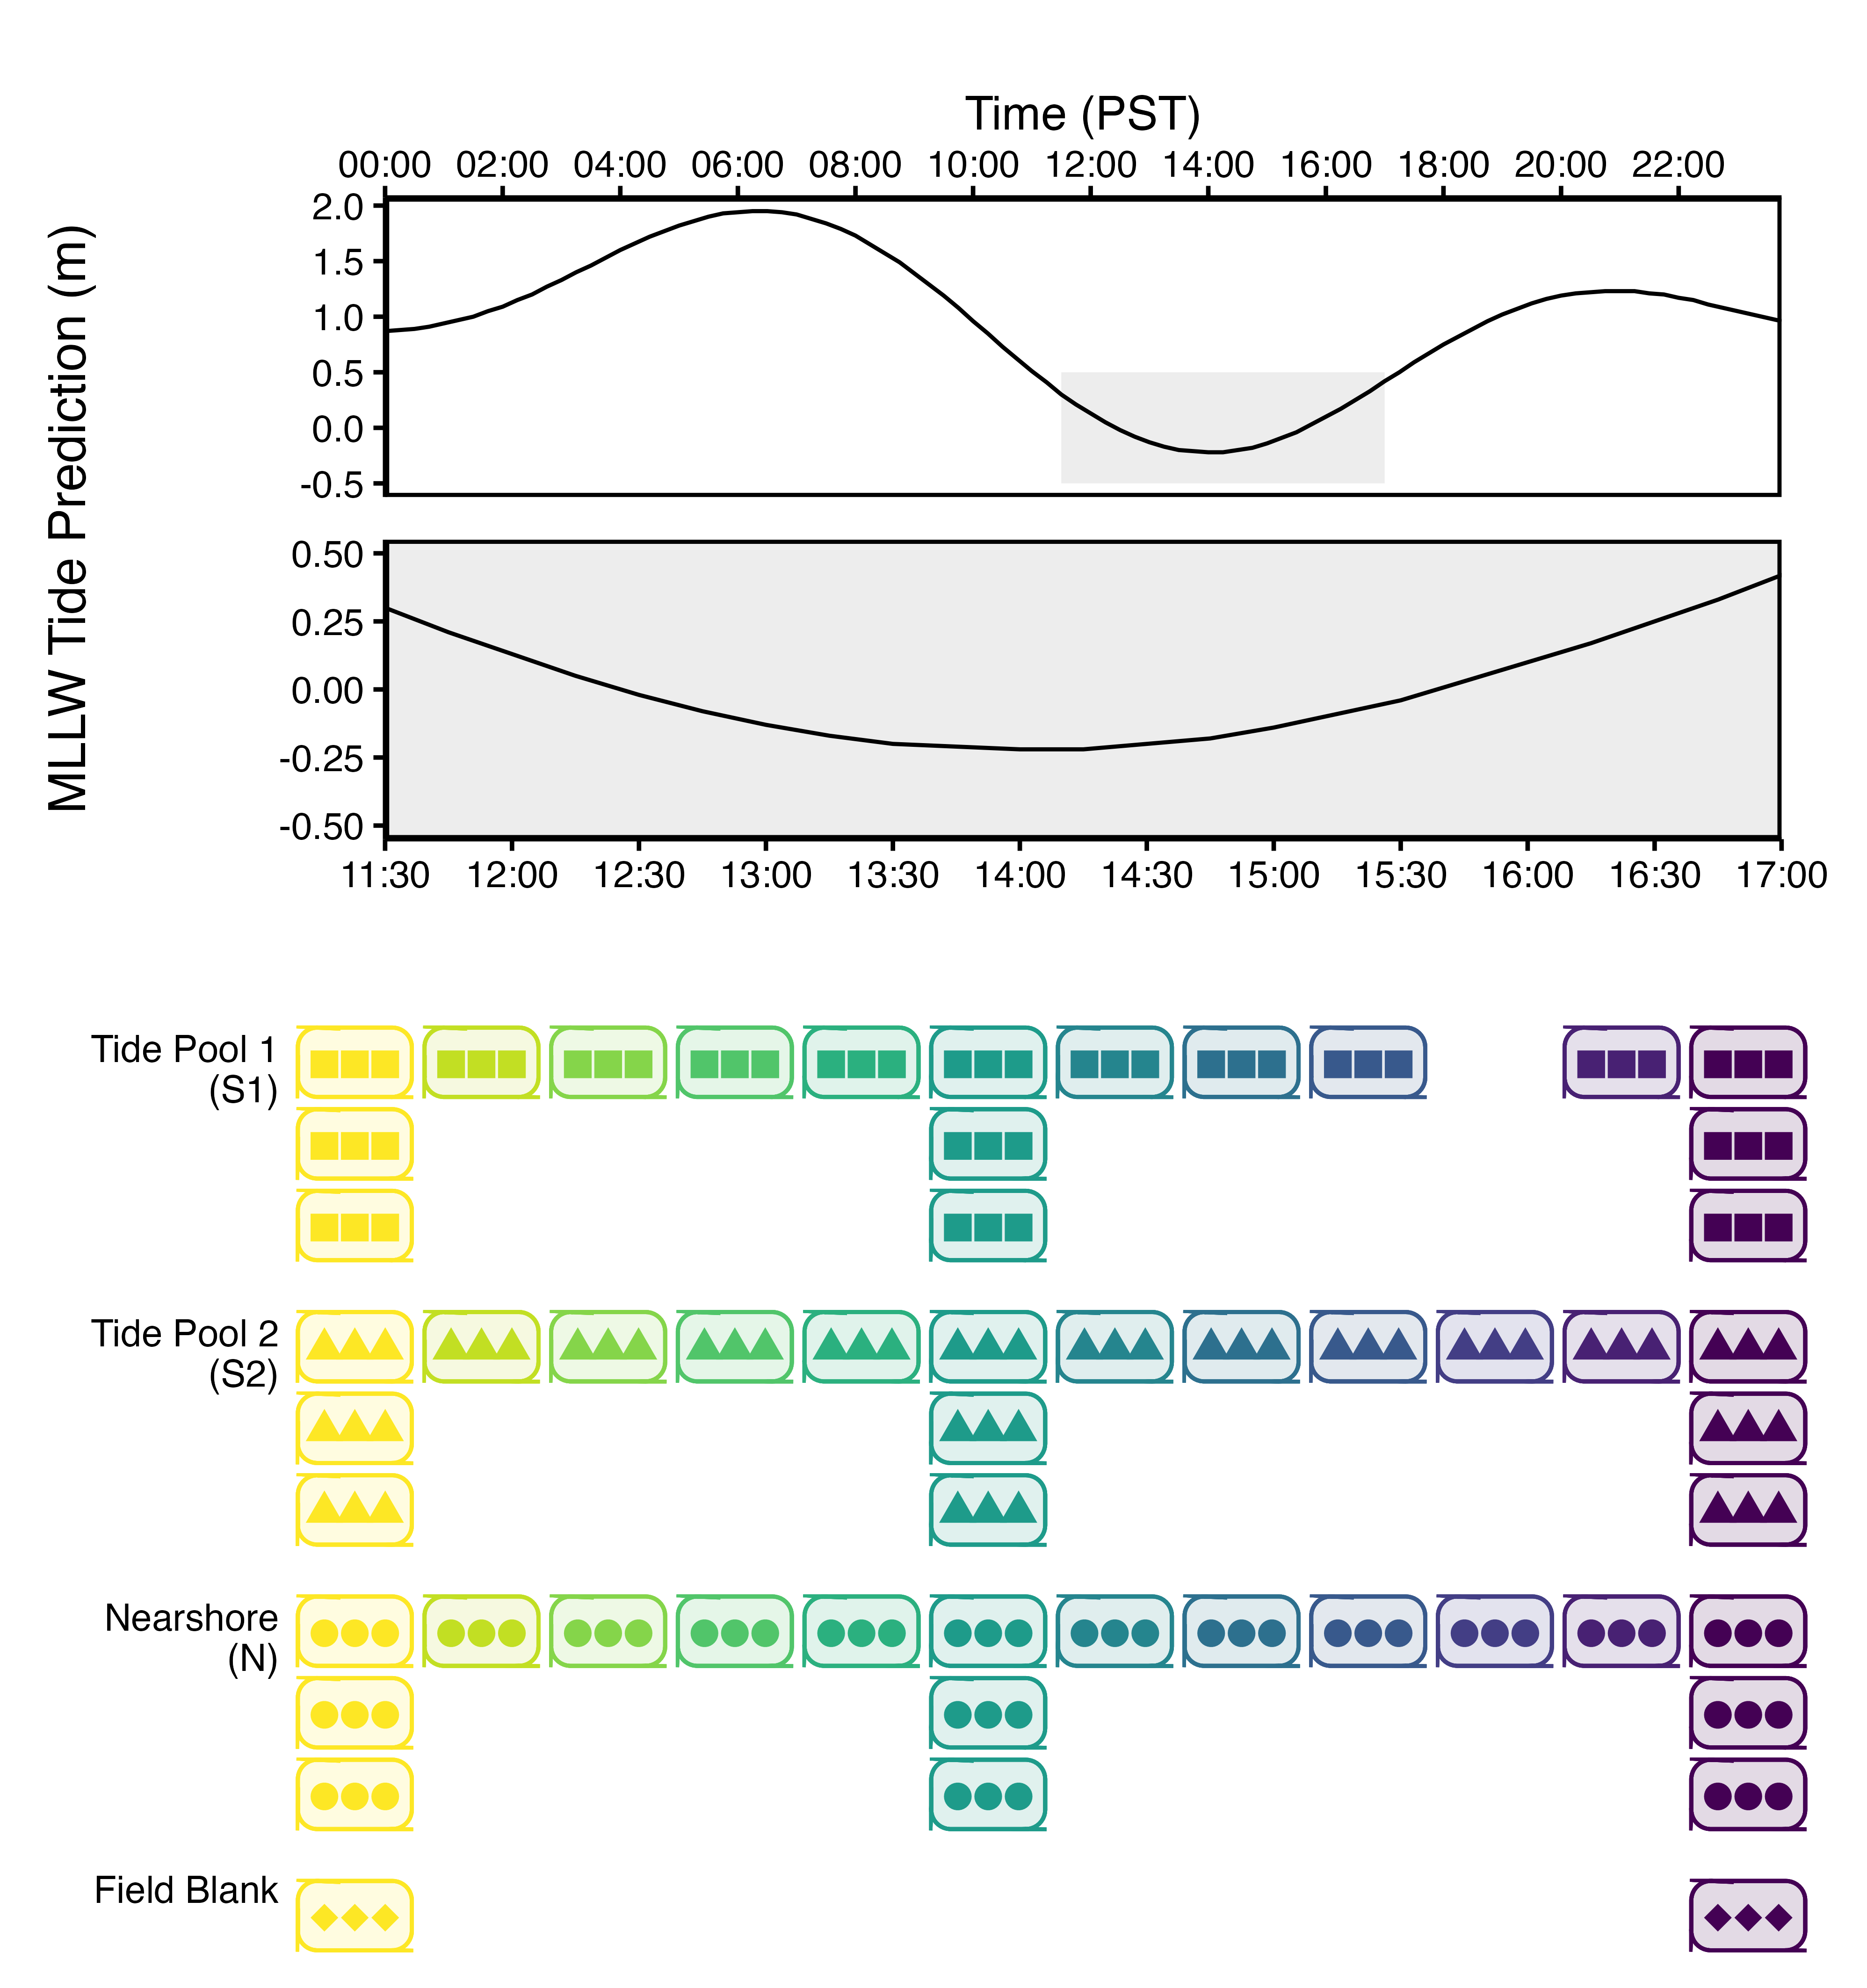 Time (PST)
00:00 02:00 04:00 06:00 08:00 10:00 12:00 14:00 16:00 18:00 20:00 22:00
MLLW Tide Prediction (m)
2.0
1.5
1.0
0.5
0.0
-0.5
0.50
0.25
0.00
-0.25
-0.50
11:30 12:00 12:30 13:00 13:30 14:00 14:30 15:00 15:30 16:00 16:30 17:00
Tide Pool 1
(S1)
Tide Pool 2
(S2)
Nearshore
(N)
Field Blank